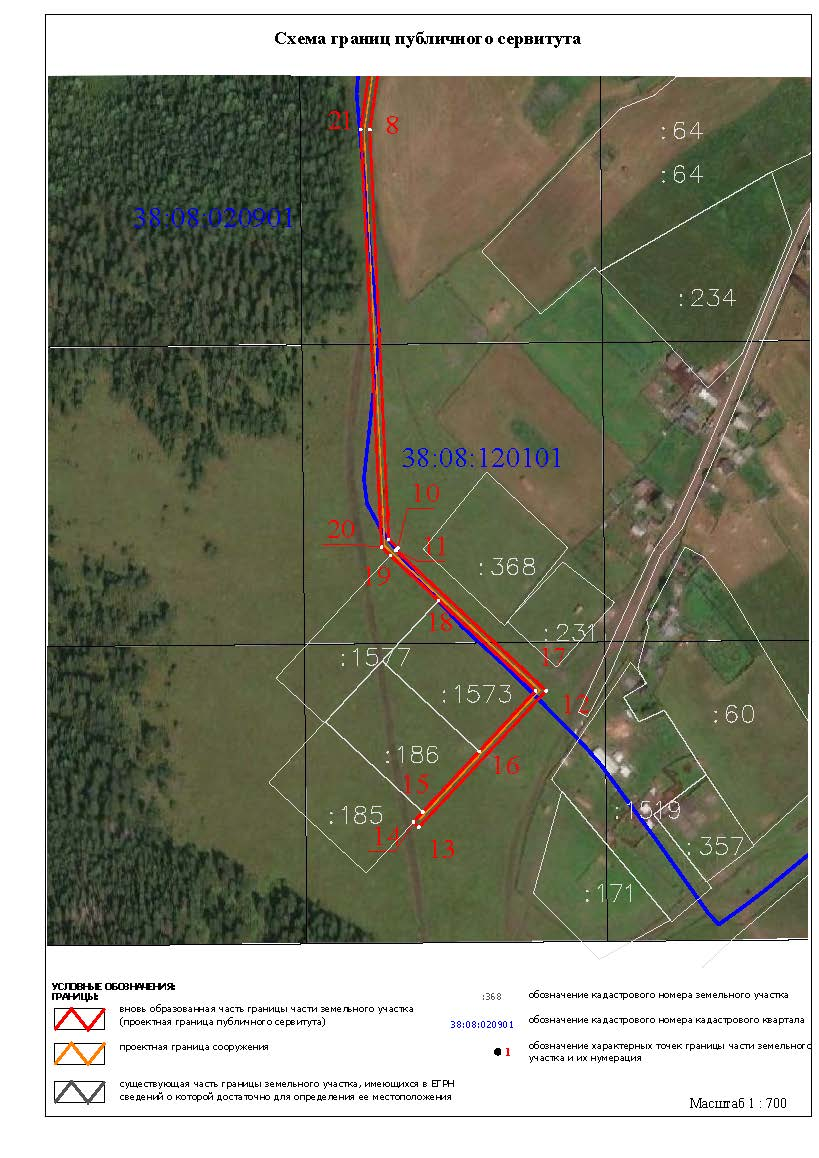 Схема границ публичного сервитута
21
8
:64
:64
38:08:020901
:234
38:08:120101
10
20
11
:368
19
18
:231
:1577
17
:1573
12
:60
:186
16
15
:185
:1519
14
13
:357
:171
УСЛОВНЫЕ ОБОЗНАЧЕНИЯ:
ГРАНИЦЫ:
вновь образованная часть границы части земельного участка
(проектная граница публичного сервитута)
проектная граница сооружения
существующая часть границы земельного участка, имеющихся в ЕГРН
сведений о которой достаточно для определения ее местоположения
:368
обозначение кадастрового номера земельного участка
38:08:020901
обозначение кадастрового номера кадастрового квартала
1
обозначение характерных точек границы части земельного
участка и их нумерация
Масштаб 1 : 700